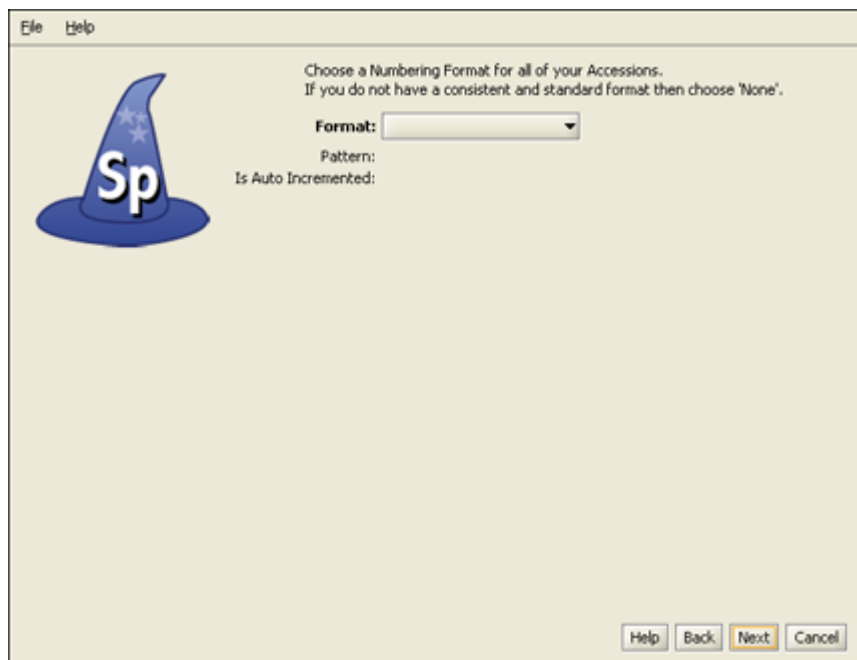 File Help
Choose a Numbering Format for all of your Accessions.
If you do not have a consistent and standard format then choose 'None'.
Format:
Pattern:
Is Auto Incremented:
Sp
Help Back Next Cancel